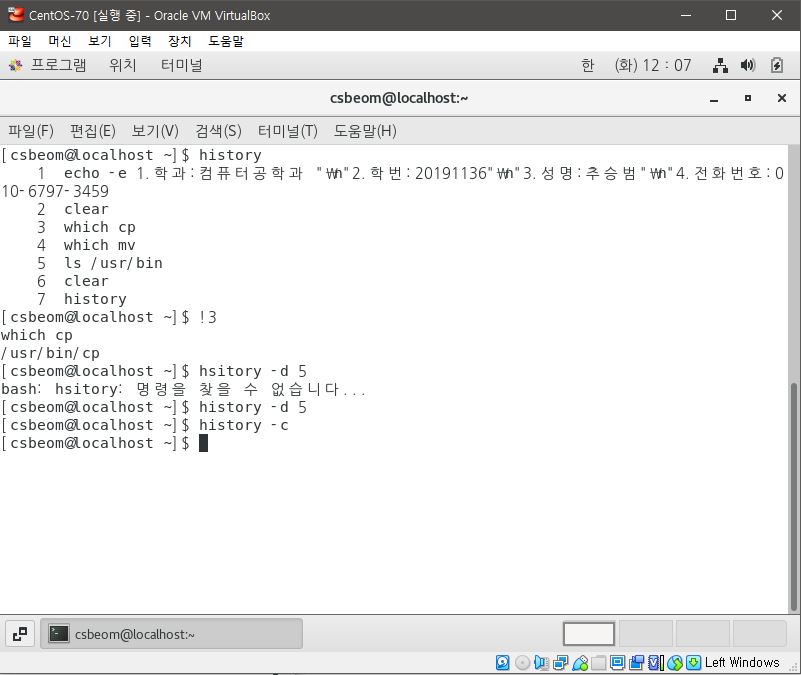 CentOS-70 [실행 중] - Oracle VM VirtualBox
파일 머신 보기 입력 장치 도움말
프로그램 위치 터미널 한 (화) 12 : 07
csbeom@localhost:~
파일(F) 편집(E) 보기(V) 검색(S) 터미널(T) 도움말(H)
[csbeom@localhost ~]$ history
1 echo -e 1.학과:컴퓨터공학과 "\n"2.학번:20191136"\n"3.성명:추승범"\n"4.전화번호:0
10-6797-3459
2 clear
3 which cp
4 which mv
5 ls /usr/bin
6 clear
7 history
[csbeom@localhost ~]$ !3
which cp
/usr/bin/cp
[csbeom@localhost ~]$ hsitory -d 5
bash: hsitory: 명령을 찾을 수 없습니다...
[csbeom@localhost ~]$ history -d 5
[csbeom@localhost ~]$ history -c
[csbeom@localhost ~]$
csbeom@localhost:~
Left Windows